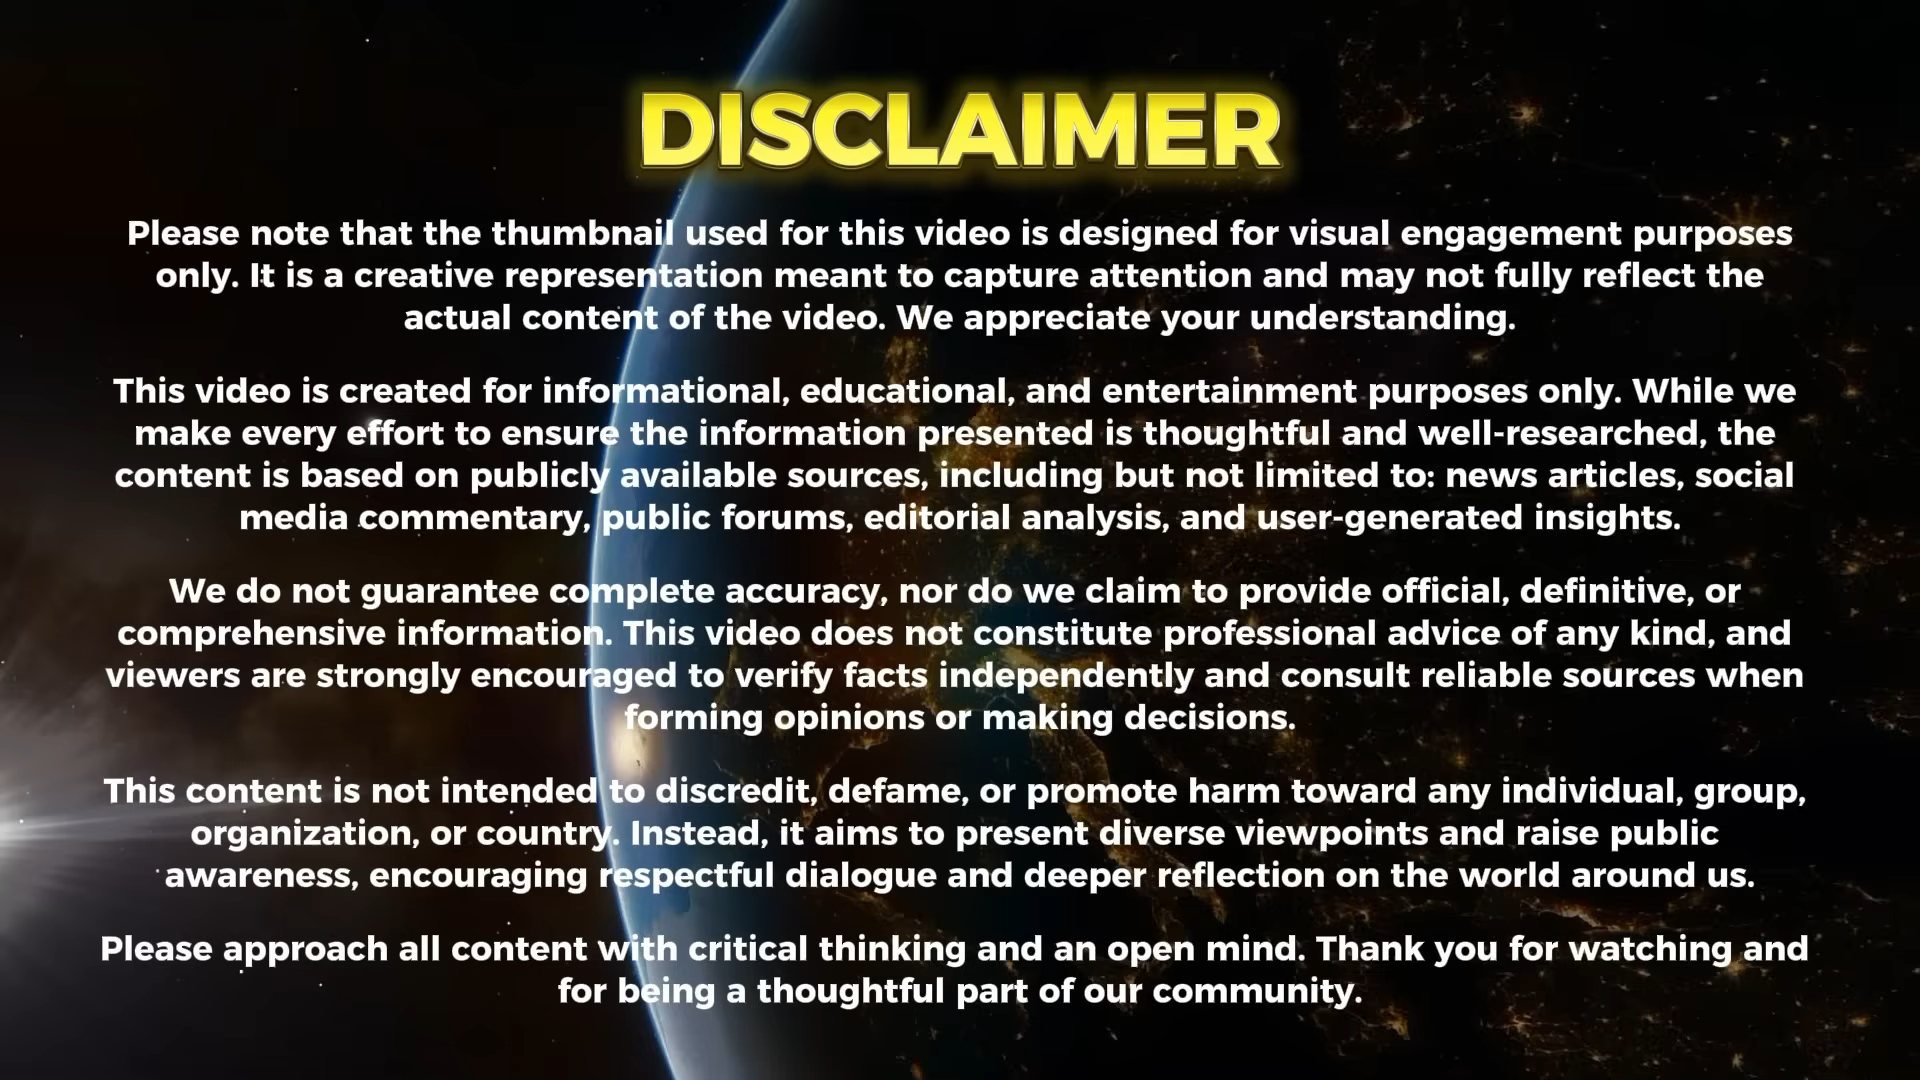 DISCLAIMER
Please note that the thumbnail used for this video is designed for visual engagement purposes
only. It is a creative representation meant to capture attention and may not fully reflect the
actual content of the video. We appreciate your understanding.
This video is created for informational, educational, and entertainment purposes only. While we
make every effort to ensure the information presented is thoughtful and well-researched, the
content is based on publicly available sources, including but not limited to: news articles, social
media commentary, public forums, editorial analysis, and user-generated insights.
We do not guarantee complete accuracy, nor do we claim to provide official, definitive, or
comprehensive information. This video does not constitute professional advice of any kind, and
viewers are strongly encouraged to verify facts independently and consult reliable sources when
forming opinions or making decisions.
This content is not intended to discredit, defame, or promote harm toward any individual, group,
organization, or country. Instead, it aims to present diverse viewpoints and raise public
awareness, encouraging respectful dialogue and deeper reflection on the world around us.
Please approach all content with critical thinking and an open mind. Thank you for watching and
for being a thoughtful part of our community.